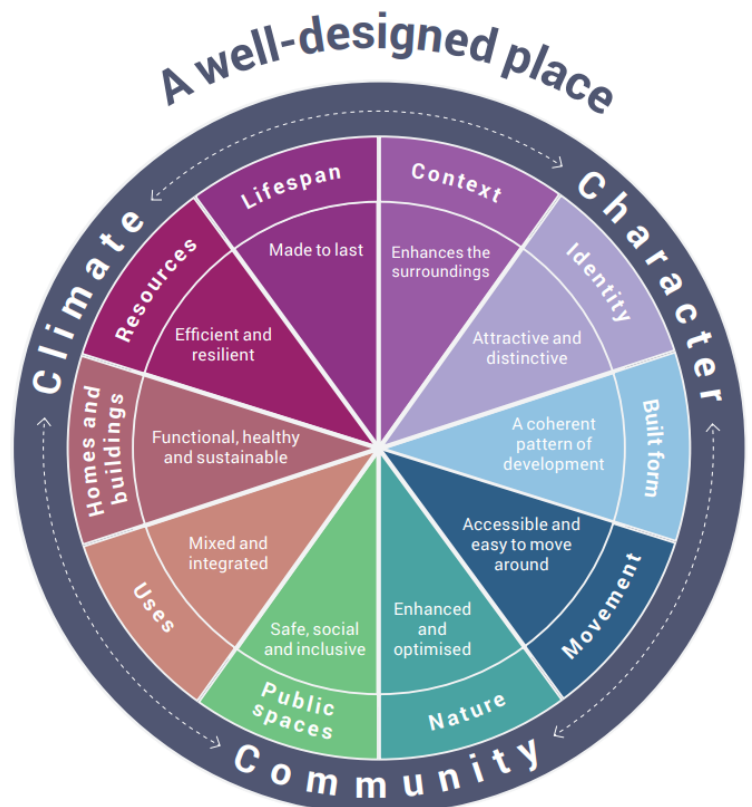 A well-designed place
Climate
Character
Community
Context
Enhances the
surroundings
Identity
Attractive and
distinctive
Built form
A coherent
pattern of
development
Movement
Accessible and
easy to move
around
Nature
Enhanced
and
optimised
Public
spaces
Safe, social
and inclusive
Uses
Mixed and
integrated
Homes and
buildings
Functional, healthy
and sustainable
Resources
Efficient and
resilient
Lifespan
Made to last